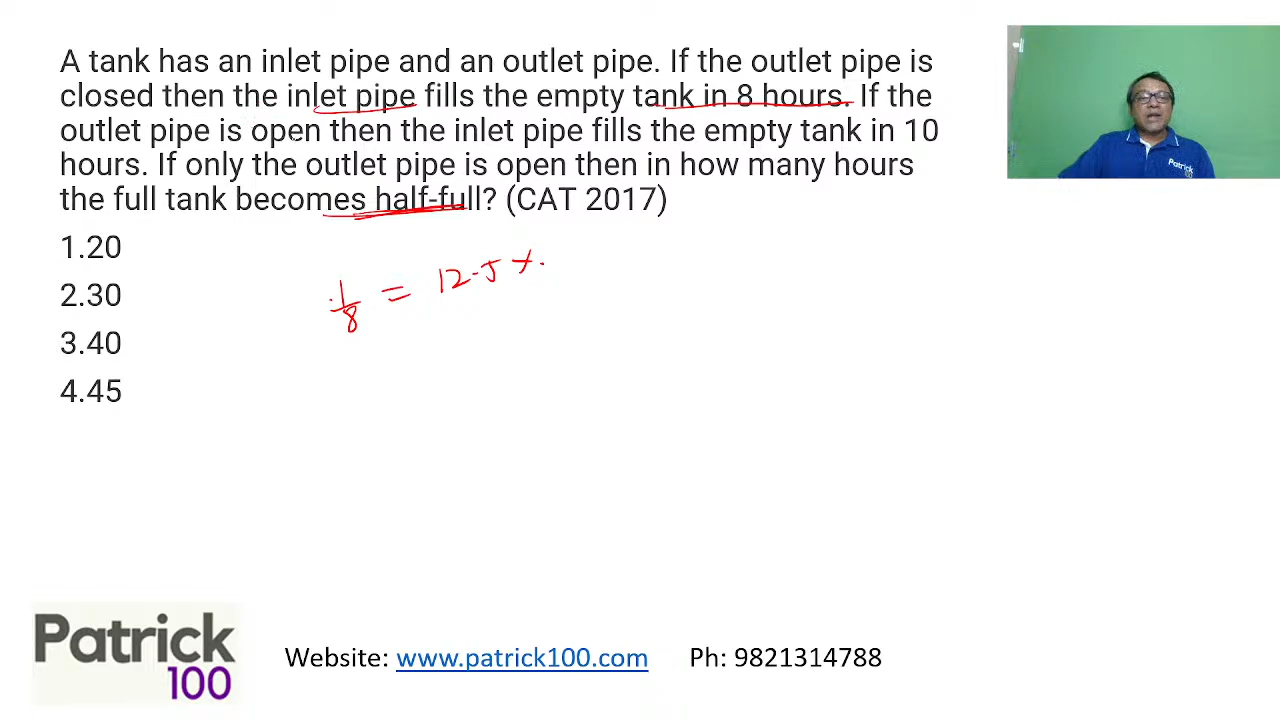 A tank has an inlet pipe and an outlet pipe. If the outlet pipe is
closed then the inlet pipe fills the empty tank in 8 hours. If the
outlet pipe is open then the inlet pipe fills the empty tank in 10
hours. If only the outlet pipe is open then in how many hours
the full tank becomes half-full? (CAT 2017)
1.20
2.30
3.40
4.45
1/8 = 12.5 %
Patrick
100
Website: www.patrick100.com Ph: 9821314788
Patrick